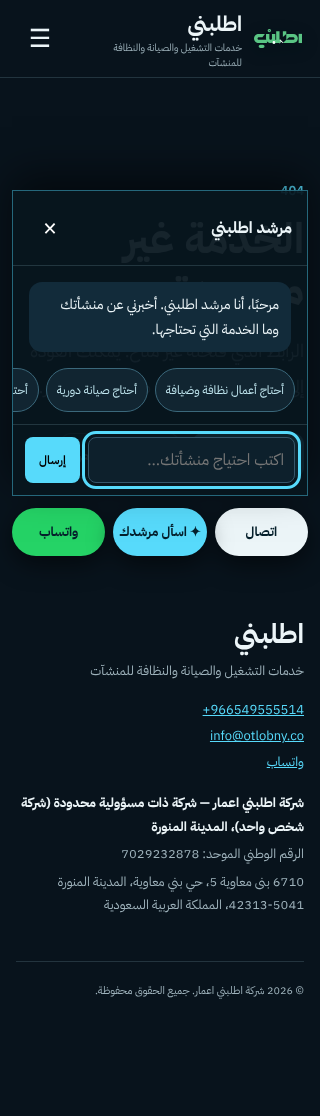 اطلبني
اطلبني
خدمات التشغيل والصيانة والنظافة
للمنشآت
☰
404
الخدمة غير
مرشد اطلبني
×
مرحبًا، أنا مرشد اطلبني. أخبرني عن منشأتك
وما الخدمة التي تحتاجها.
أحتاج أعمال نظافة وضيافة
أحتاج صيانة دورية
أحتا
اكتب احتياج منشأتك...
إرسال
اتصال
✦ اسأل مرشدك
واتساب
اطلبني
خدمات التشغيل والصيانة والنظافة للمنشآت
+966549555514
info@otlobny.co
واتساب
شركة اطلبني اعمار — شركة ذات مسؤولية محدودة (شركة
شخص واحد)، المدينة المنورة
الرقم الوطني الموحد: 7029232878
6710 بنى معاوية 5، حي بني معاوية، المدينة المنورة
42313-5041، المملكة العربية السعودية
© 2026 شركة اطلبني اعمار. جميع الحقوق محفوظة.